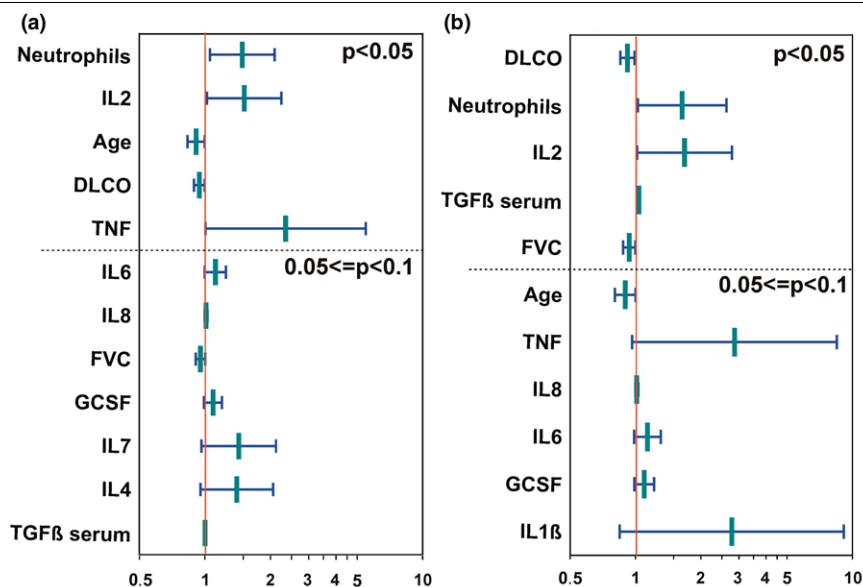 (a)
p<0.05
Neutrophils
IL2
Age
DLCO
TNF
0.05<=p<0.1
IL6
IL8
FVC
GCSF
IL7
IL4
TGFß serum
0.5 1 2 3 4 5 10
(b)
p<0.05
DLCO
Neutrophils
IL2
TGFß serum
FVC
0.05<=p<0.1
Age
TNF
IL8
IL6
GCSF
IL1ß
0.5 1 2 3 4 5 10